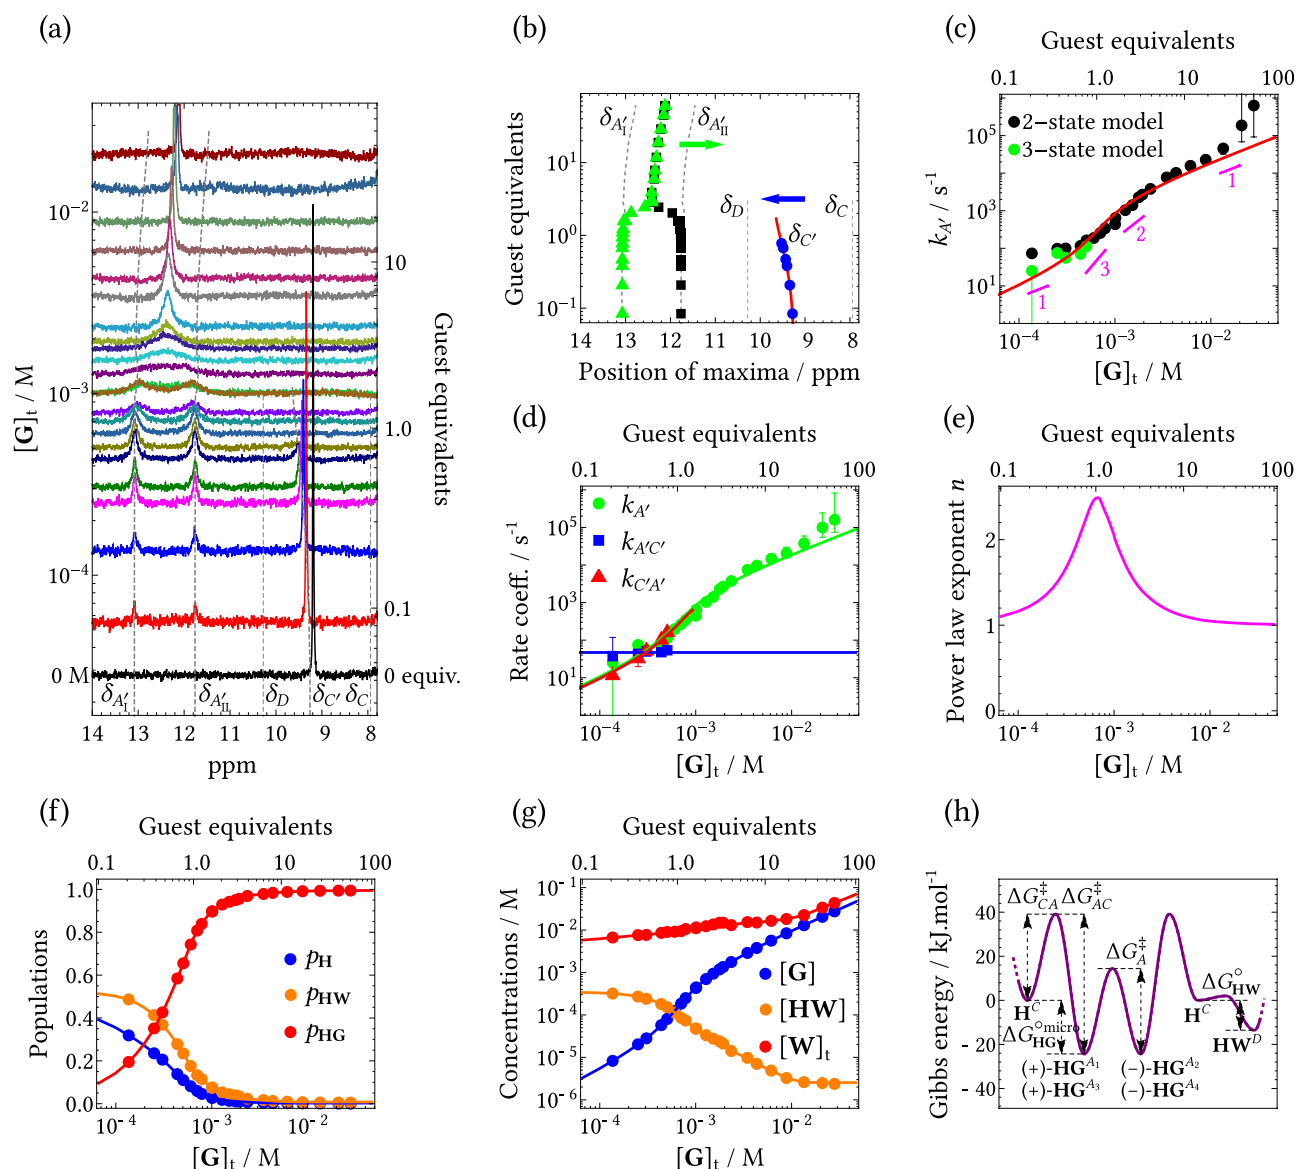 (a)
[G]t / M
10⁻²
10⁻³
10⁻⁴
0 M
10
1.0
0.1
0 equiv.
Guest equivalents
δA′I δA′II δD δC′ δC
14 12 10 8
ppm
(b)
Guest equivalents
10¹
10⁰
10⁻¹
δA′I δA′II
δD δC
δC′
14 13 12 11 10 9 8
Position of maxima / ppm
(c)
Guest equivalents
0.1 1.0 10 100
kA′ / s⁻¹
10⁵
10³
10¹
2−state model
3−state model
1
2
3
1
10⁻⁴ 10⁻³ 10⁻²
[G]t / M
(d)
Guest equivalents
0.1 1.0 10 100
Rate coeff. / s⁻¹
10⁵
10³
10¹
kA′
kA′C′
kC′A′
10⁻⁴ 10⁻³ 10⁻²
[G]t / M
(e)
Guest equivalents
0.1 1.0 10 100
Power law exponent n
2
1
0
10⁻⁴ 10⁻³ 10⁻²
[G]t / M
(f)
Guest equivalents
0.1 1.0 10 100
Populations
1.0
0.8
0.6
0.4
0.2
0.0
pH
pHW
pHG
10⁻⁴ 10⁻³ 10⁻²
[G]t / M
(g)
Guest equivalents
0.1 1.0 10 100
Concentrations / M
10⁻¹
10⁻²
10⁻³
10⁻⁴
10⁻⁵
10⁻⁶
[G]
[HW]
[W]t
10⁻⁴ 10⁻³ 10⁻²
[G]t / M
(h)
Gibbs energy / kJ.mol⁻¹
40
20
0
- 20
- 40
ΔG‡CA ΔG‡AC
ΔG‡A
ΔG°HW
Hᶜ Hᶜ
ΔG°microHG
HWᴰ
(+)-HGᴬ¹ (−)-HGᴬ²
(+)-HGᴬ³ (−)-HGᴬ⁴